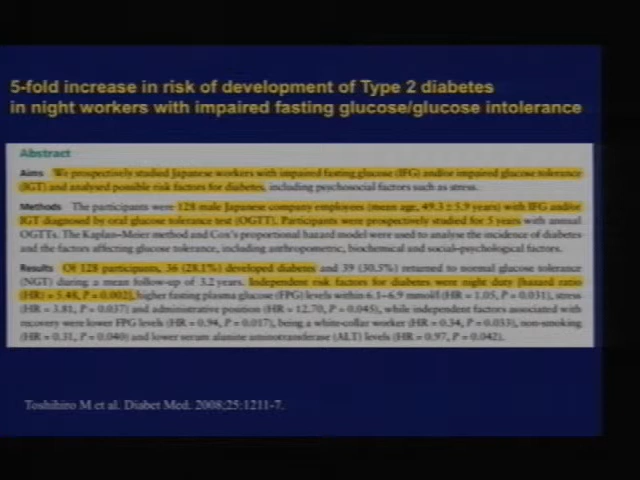 5-fold increase in risk of development of Type 2 diabetes
in night workers with impaired fasting glucose/glucose intolerance
Abstract
Aims We prospectively studied Japanese workers with impaired fasting glucose (IFG) and/or impaired glucose tolerance
(IGT) and analysed possible risk factors for diabetes, including psychosocial factors such as stress.
Methods The participants were 128 male Japanese company employees (mean age, 49.3 ± 5.9 years) with IFG and/or
IGT diagnosed by oral glucose tolerance test (OGTT). Participants were prospectively studied for 5 years with annual
OGTTs. The Kaplan–Meier method and Cox's proportional hazard model were used to analyse the incidence of diabetes
and the factors affecting glucose tolerance, including anthropometric, biochemical and social–psychological factors.
Results Of 128 participants, 36 (28.1%) developed diabetes and 39 (30.5%) returned to normal glucose tolerance
(NGT) during a mean follow-up of 3.2 years. Independent risk factors for diabetes were night duty [hazard ratio
(HR) = 5.48, P = 0.002], higher fasting plasma glucose (FPG) levels within 6.1–6.9 mmol/l (HR = 1.05, P = 0.031), stress
(HR = 3.81, P = 0.037) and administrative position (HR = 12.70, P = 0.045), while independent factors associated with
recovery were lower FPG levels (HR = 0.94, P = 0.017), being a white-collar worker (HR = 0.34, P = 0.033), non-smoking
(HR = 0.31, P = 0.040) and lower serum alanine aminotransferase (ALT) levels (HR = 0.97, P = 0.042).
Toshihiro M et al. Diabet Med. 2008;25:1211-7.